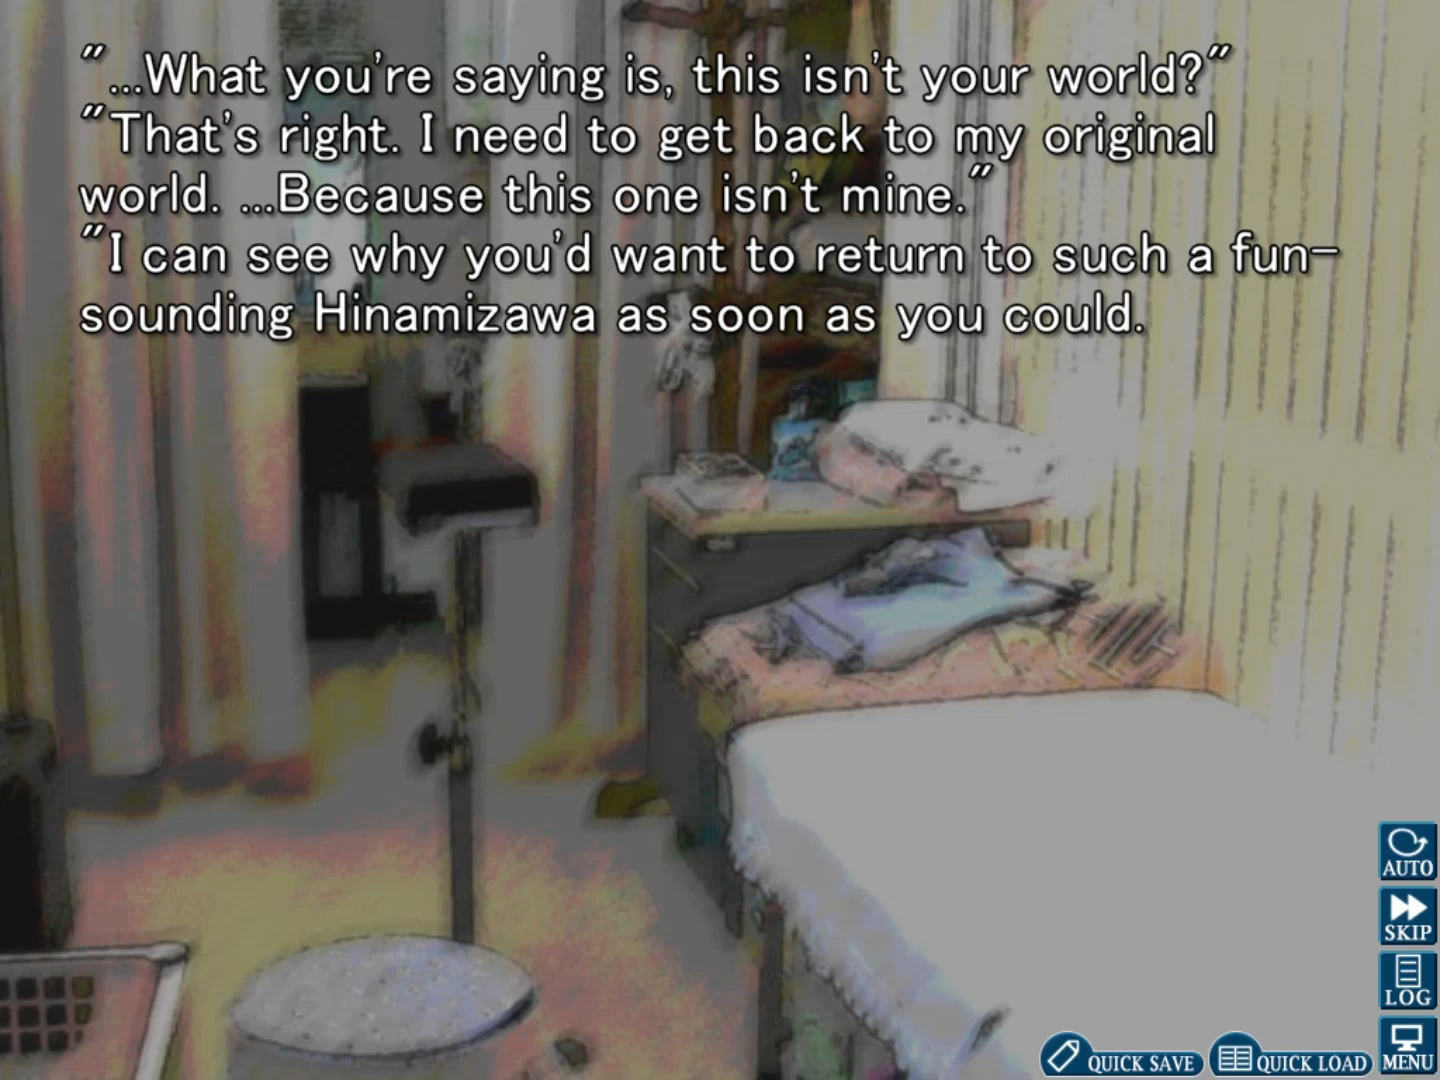 "...What you're saying is, this isn't your world?"
"That's right. I need to get back to my original
world. ...Because this one isn't mine."
"I can see why you'd want to return to such a fun-
sounding Hinamizawa as soon as you could.
AUTO
SKIP
LOG
QUICK SAVE
QUICK LOAD
MENU